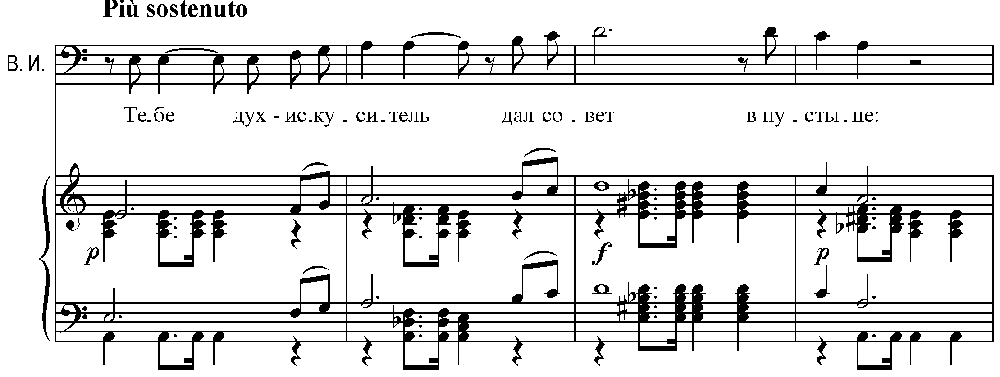 Più sostenuto
В. И.
Те-бе дух - ис-ку - си-тель дал со - вет в пу - сты-не:
p f p